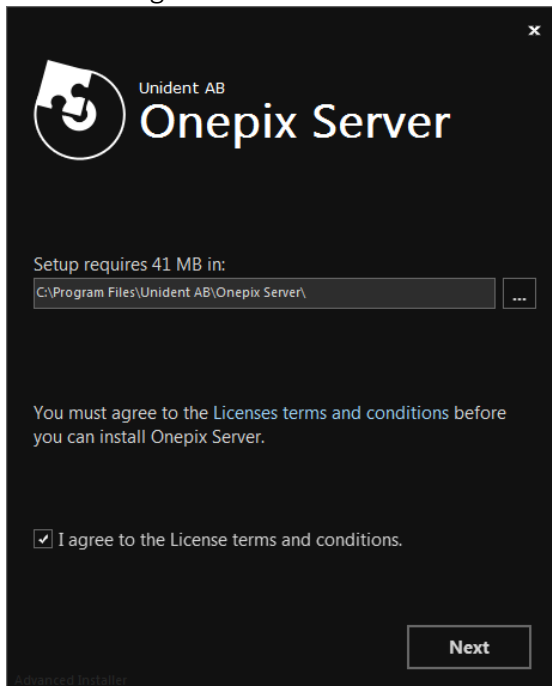 x
Unident AB
Onepix Server
Setup requires 41 MB in:
C:\Program Files\Unident AB\Onepix Server\
...
You must agree to the Licenses terms and conditions before
you can install Onepix Server.
I agree to the License terms and conditions.
Next
Advanced Installer